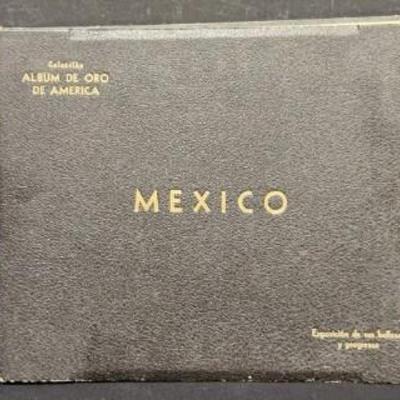 Colección
ALBUM DE ORO
DE AMERICA
MEXICO
Exposición de sus bellezas
y progresos